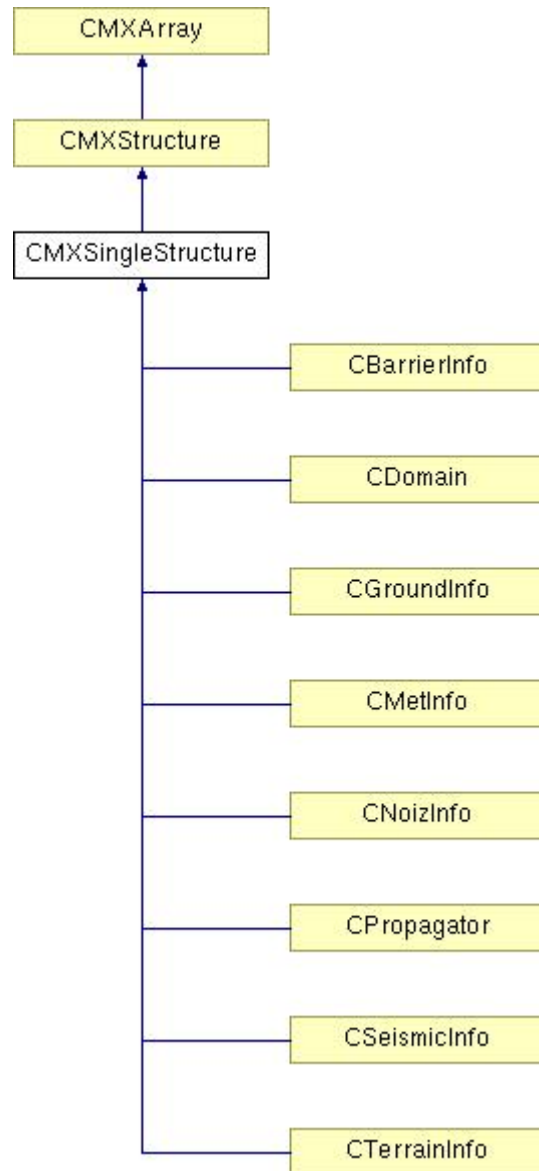 CMXArray
CMXStructure
CMXSingleStructure
CBarrierInfo
CDomain
CGroundInfo
CMetInfo
CNoizInfo
CPropagator
CSeismicInfo
CTerrainInfo